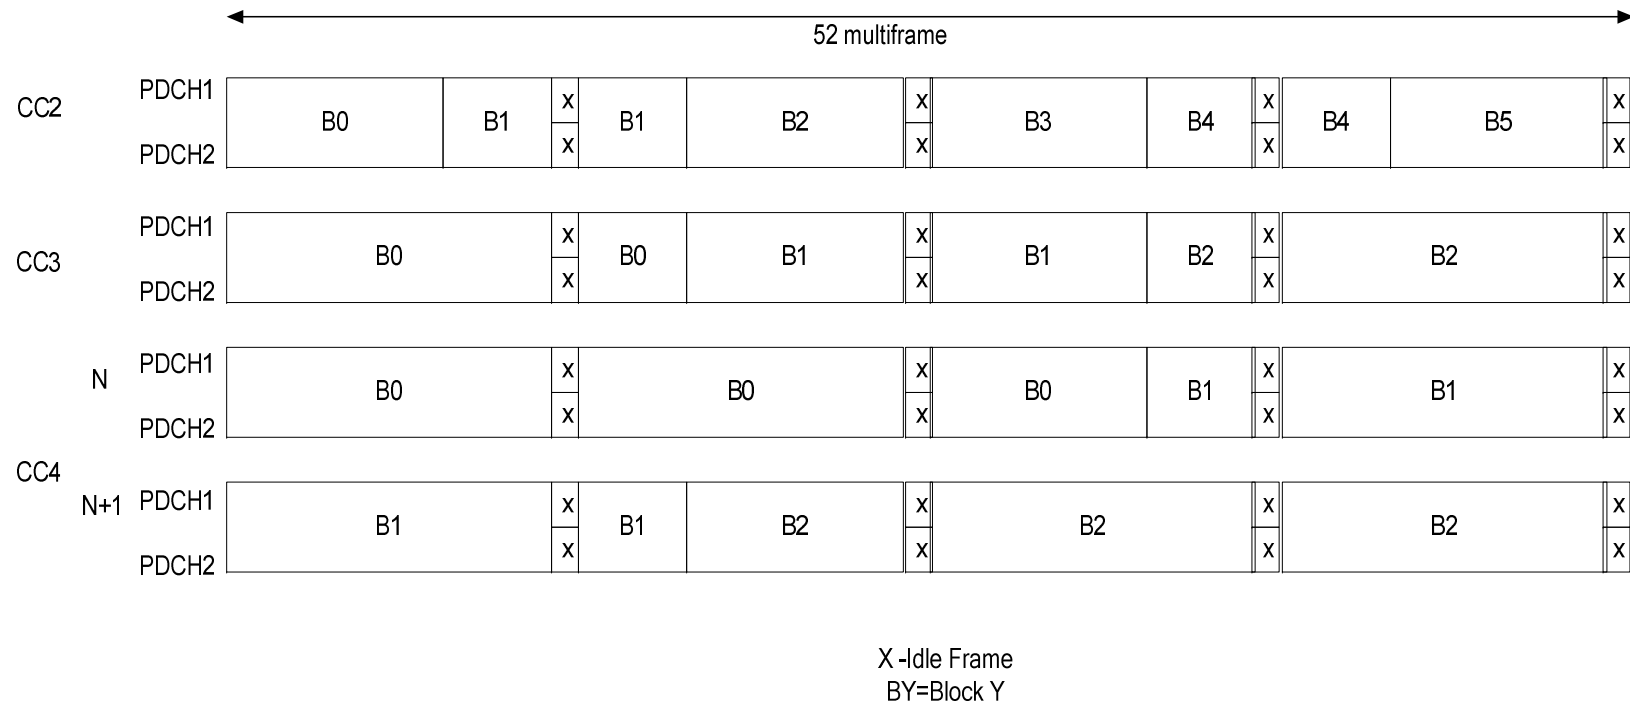 52 multiframe
CC2
PDCH1
PDCH2
B0 B1 X B1 B2 X B3 B4 X B4 B5 X
X X X X
CC3
PDCH1
PDCH2
B0 X B0 B1 X B1 B2 X B2 X
X X X X
CC4
N
PDCH1
PDCH2
B0 X B0 X B0 B1 X B1 X
X X X X
N+1
PDCH1
PDCH2
B1 X B1 B2 X B2 X B2 X
X X X X
X -Idle Frame
BY=Block Y